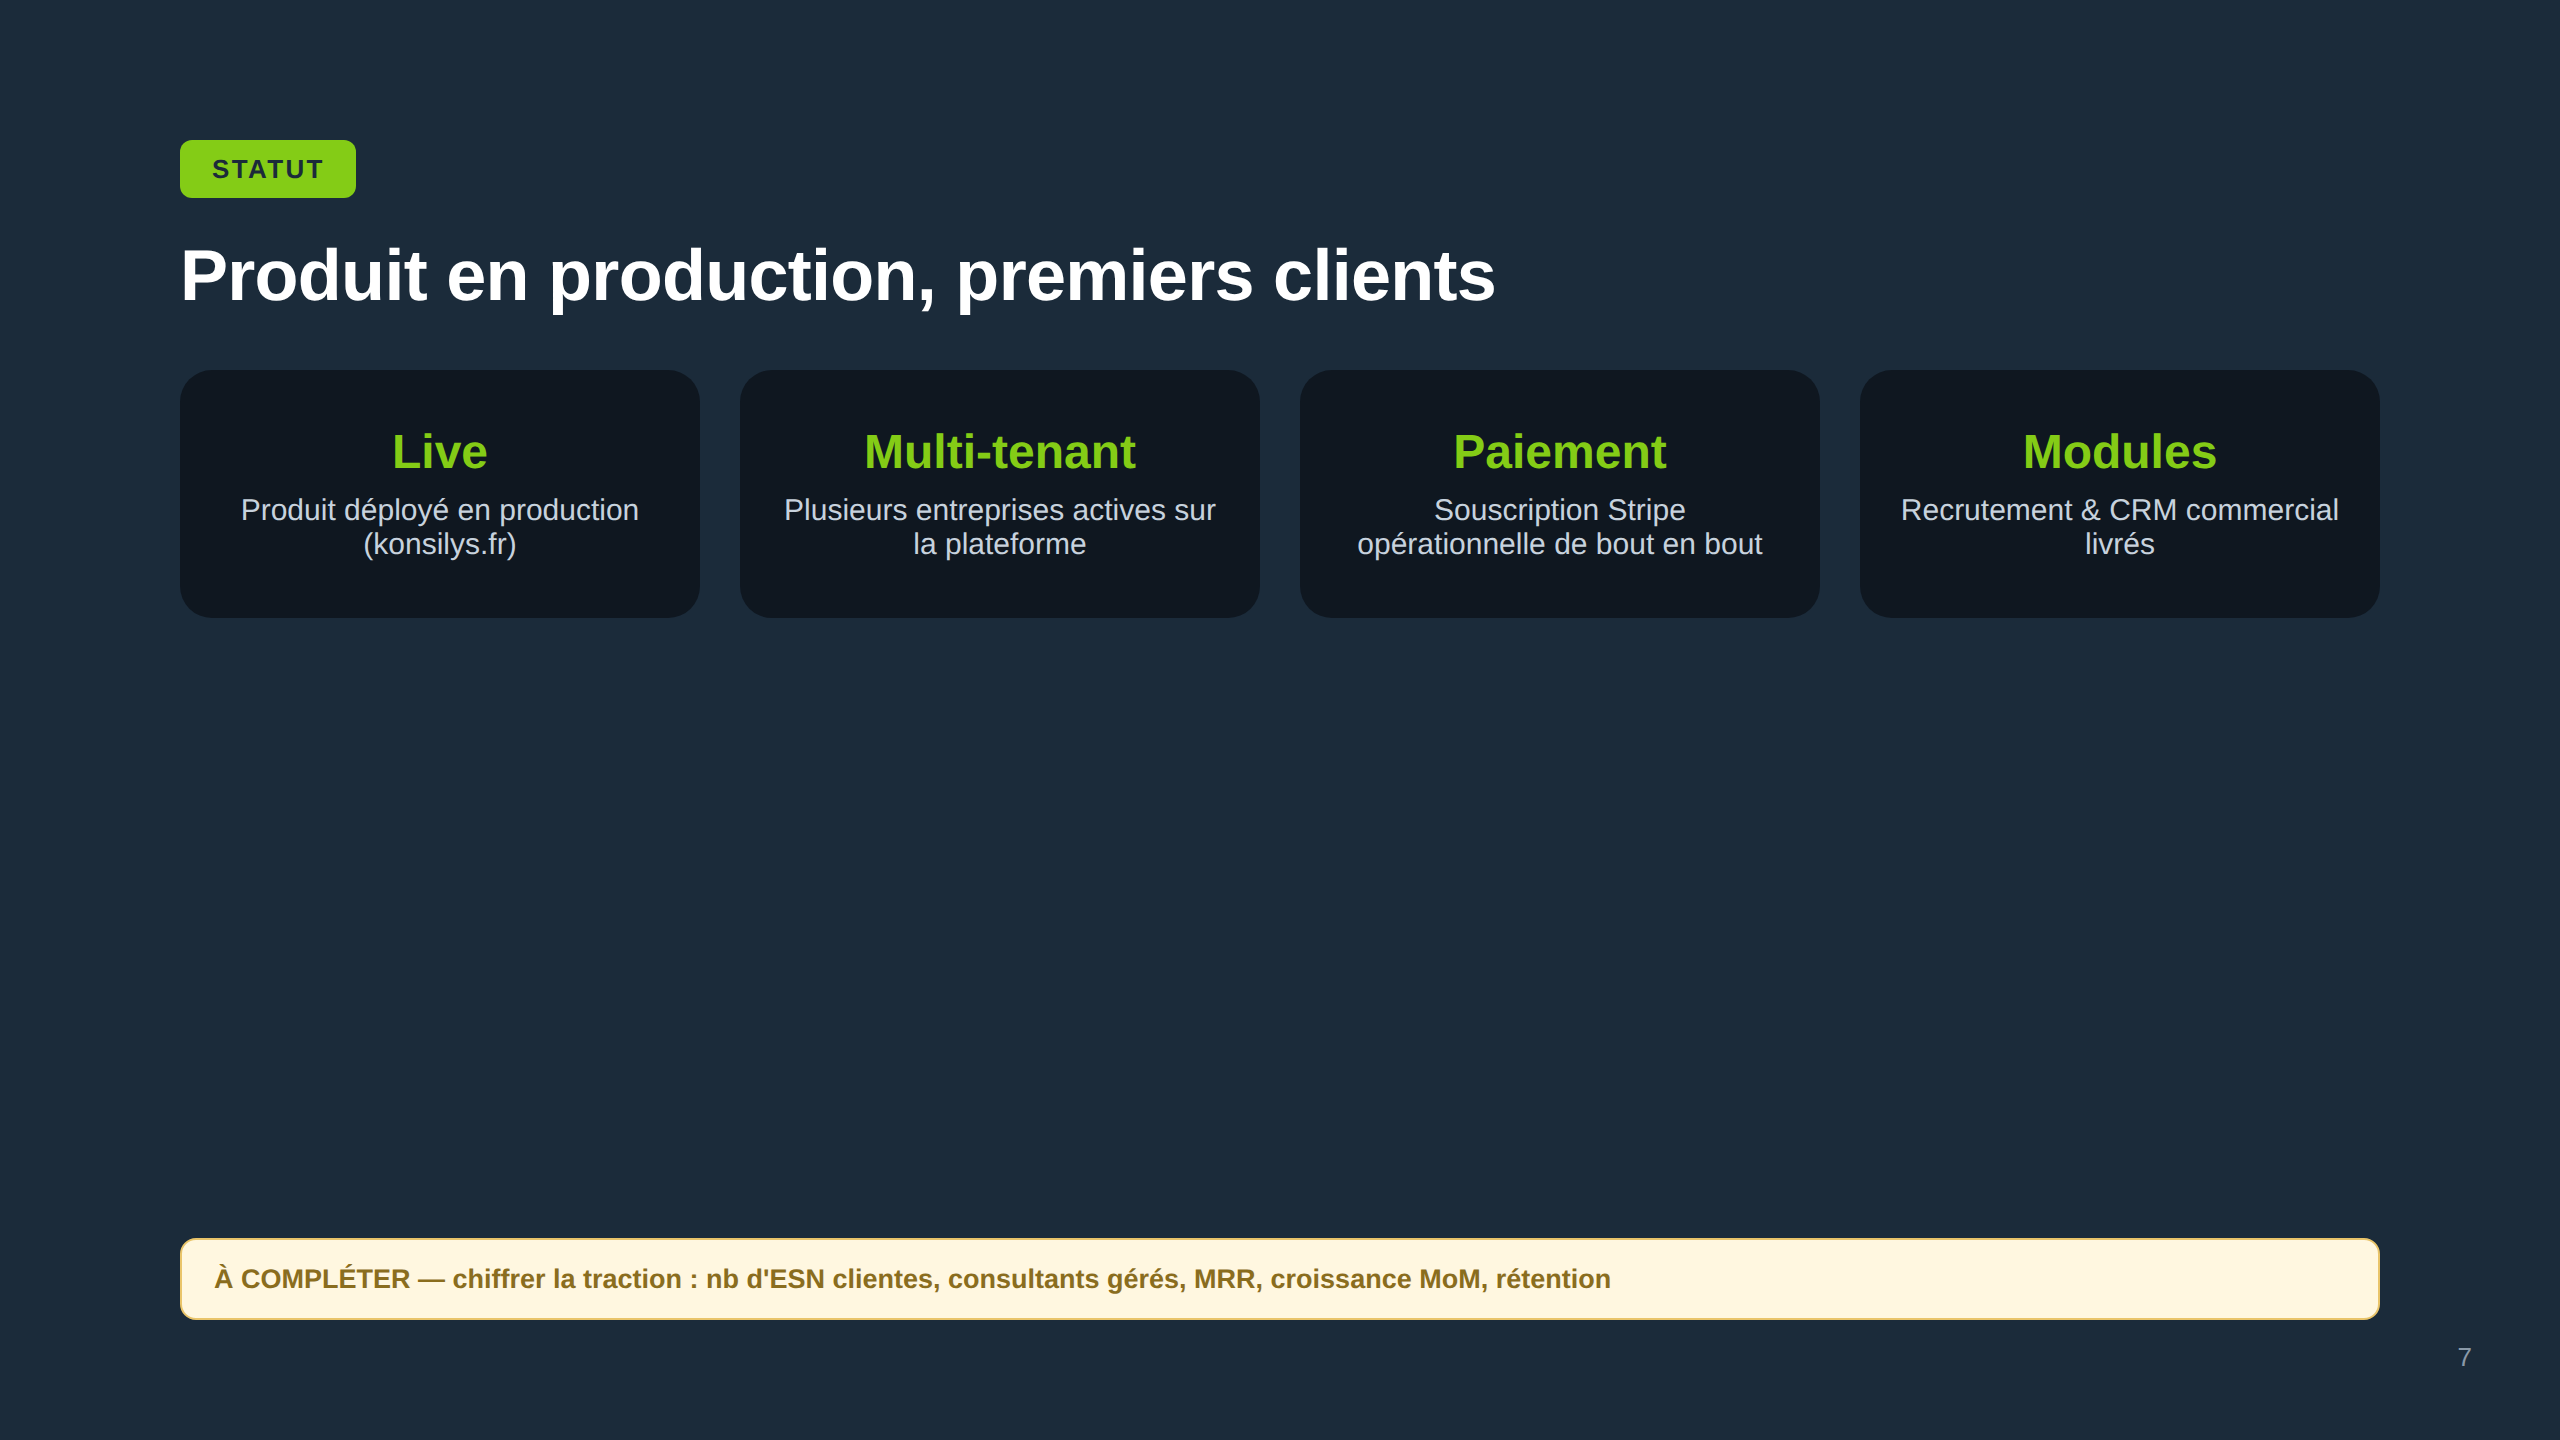 STATUT
Produit en production, premiers clients
Live
Produit déployé en production
(konsilys.fr)
Multi-tenant
Plusieurs entreprises actives sur
la plateforme
Paiement
Souscription Stripe
opérationnelle de bout en bout
Modules
Recrutement & CRM commercial
livrés
À COMPLÉTER — chiffrer la traction : nb d'ESN clientes, consultants gérés, MRR, croissance MoM, rétention
7